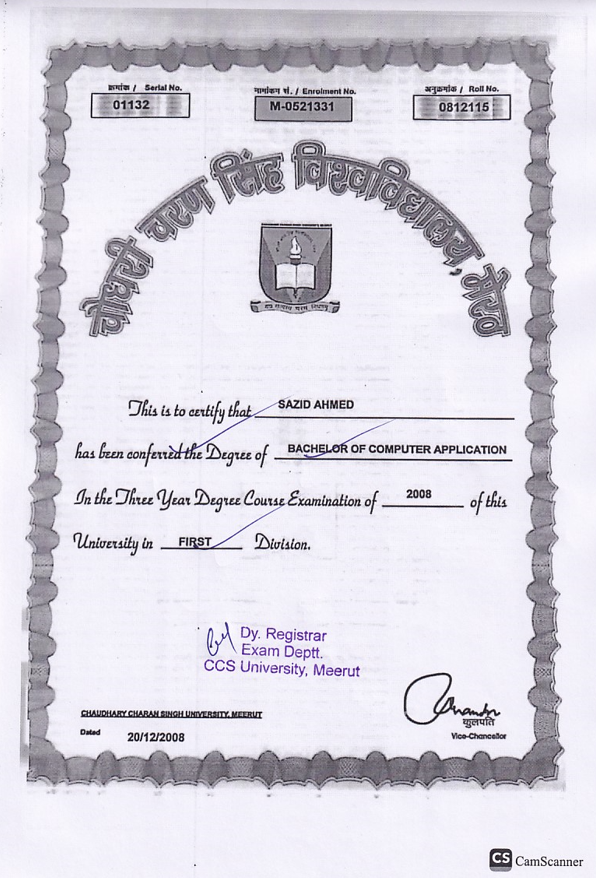 क्रमांक / Serial No.
01132
नामांकन सं. / Enrolment No.
M-0521331
अनुक्रमांक / Roll No.
0812115
चौधरी चरण सिंह विश्वविद्यालय, मेरठ
This is to certify that SAZID AHMED
has been conferred the Degree of BACHELOR OF COMPUTER APPLICATION
In the Three Year Degree Course Examination of 2008 of this
University in FIRST Division.
Dy. Registrar
Exam Deptt.
CCS University, Meerut
कुलपति
Vice-Chancellor
CHAUDHARY CHARAN SINGH UNIVERSITY, MEERUT
Dated 20/12/2008
CS CamScanner